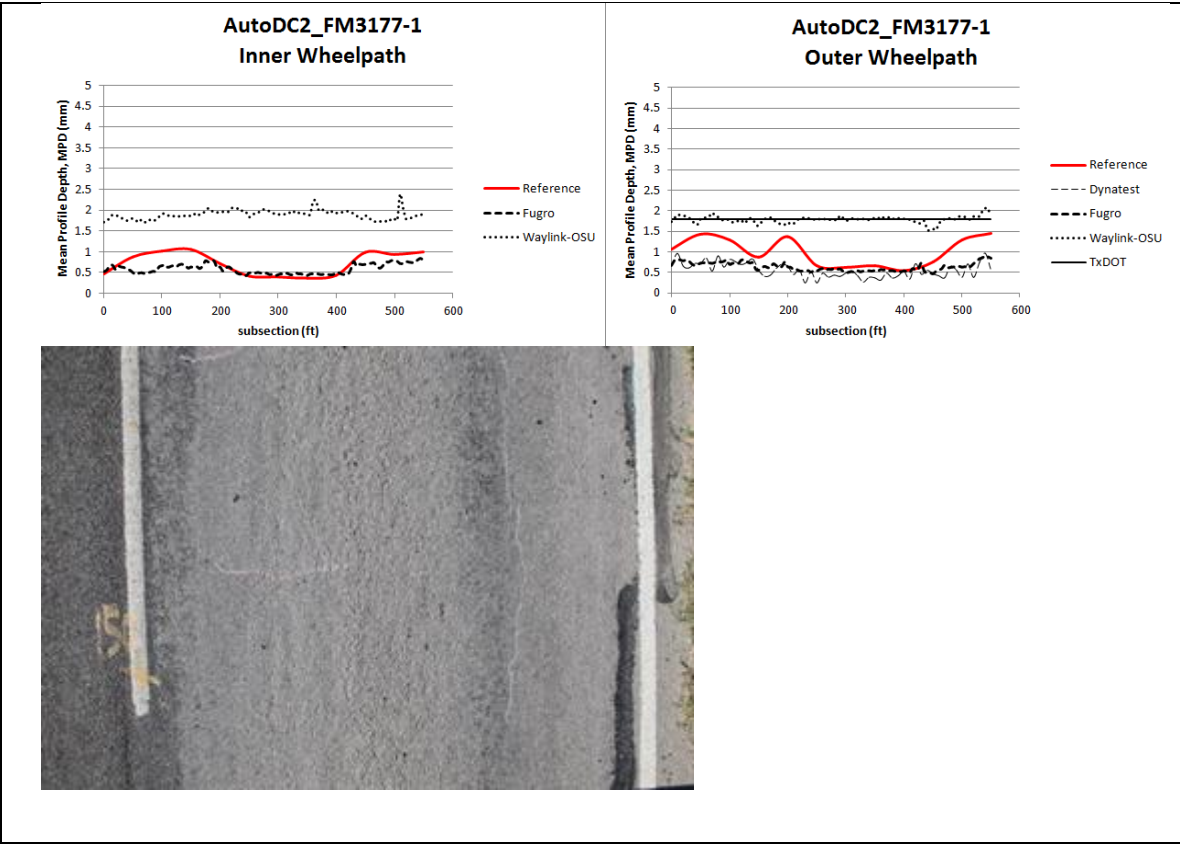 AutoDC2_FM3177-1
Inner Wheelpath
Mean Profile Depth, MPD (mm)
5
4.5
4
3.5
3
2.5
2
1.5
1
0.5
0
0 100 200 300 400 500 600
subsection (ft)
Reference
Fugro
Waylink-OSU
AutoDC2_FM3177-1
Outer Wheelpath
Mean Profile Depth, MPD (mm)
5
4.5
4
3.5
3
2.5
2
1.5
1
0.5
0
0 100 200 300 400 500 600
subsection (ft)
Reference
Dynatest
Fugro
Waylink-OSU
TxDOT